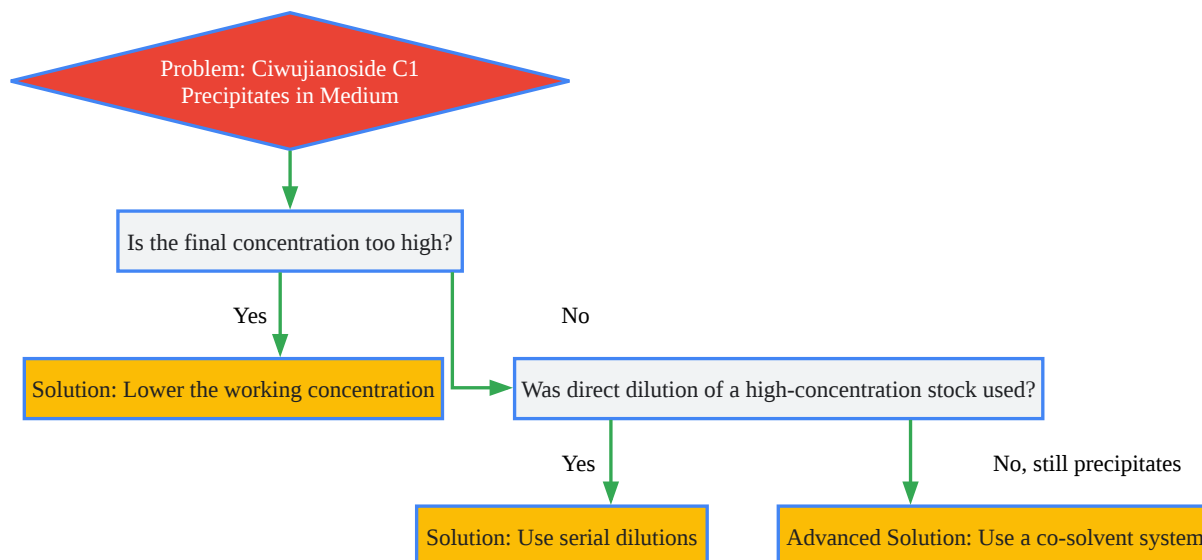 Problem: Ciwujianoside C1
Precipitates in Medium
Is the final concentration too high?
Yes
No
Solution: Lower the working concentration
Was direct dilution of a high-concentration stock used?
Yes
No, still precipitates
Solution: Use serial dilutions
Advanced Solution: Use a co-solvent system